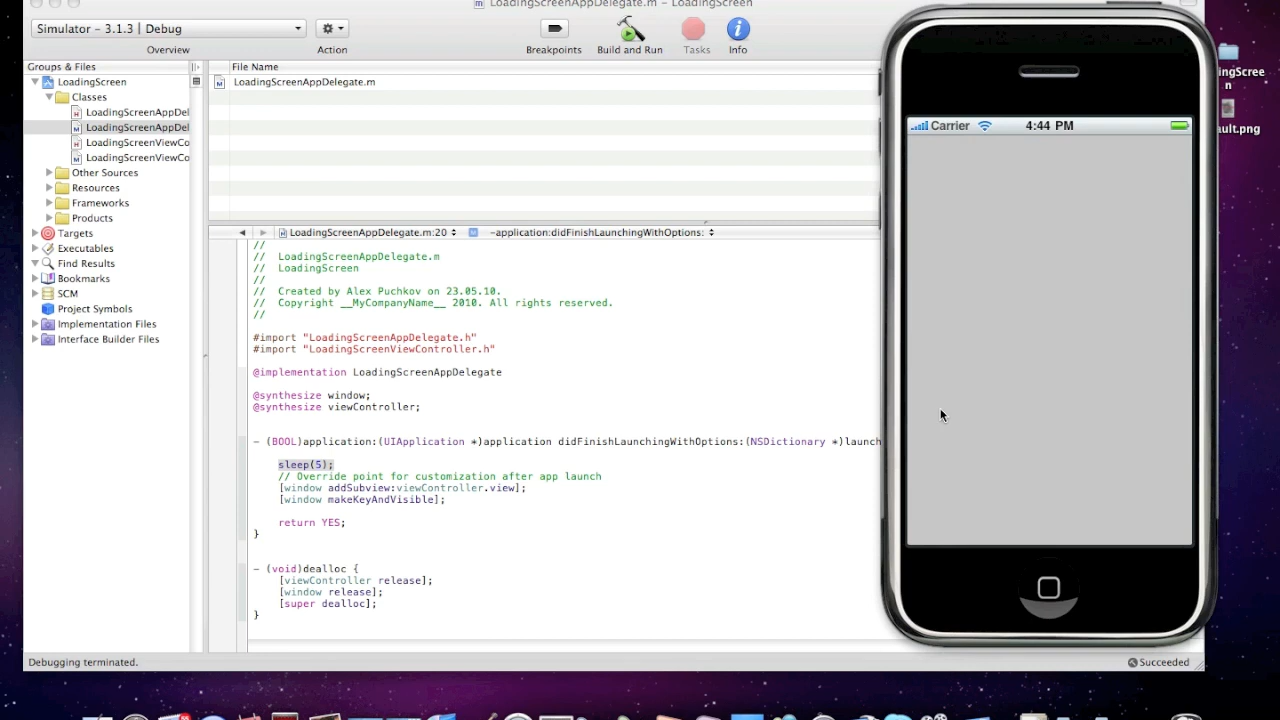 LoadingScreenAppDelegate.m – LoadingScreen
Simulator – 3.1.3 | Debug
Overview
Action
Breakpoints
Build and Run
Tasks
Info
Groups & Files
File Name
LoadingScreen
LoadingScreenAppDelegate.m
Classes
LoadingScreenAppDel
LoadingScreenAppDel
LoadingScreenViewCo
LoadingScreenViewCo
Other Sources
Resources
Frameworks
Products
Targets
Executables
Find Results
Bookmarks
SCM
Project Symbols
Implementation Files
Interface Builder Files
LoadingScreenAppDelegate.m:20
-application:didFinishLaunchingWithOptions:
//
// LoadingScreenAppDelegate.m
// LoadingScreen
//
// Created by Alex Puchkov on 23.05.10.
// Copyright __MyCompanyName__ 2010. All rights reserved.
//
#import "LoadingScreenAppDelegate.h"
#import "LoadingScreenViewController.h"
@implementation LoadingScreenAppDelegate
@synthesize window;
@synthesize viewController;
- (BOOL)application:(UIApplication *)application didFinishLaunchingWithOptions:(NSDictionary *)launch
sleep(5);
// Override point for customization after app launch
[window addSubview:viewController.view];
[window makeKeyAndVisible];
return YES;
}
- (void)dealloc {
[viewController release];
[window release];
[super dealloc];
}
Debugging terminated.
Succeeded
Carrier
4:44 PM
ingScree
n
ault.png